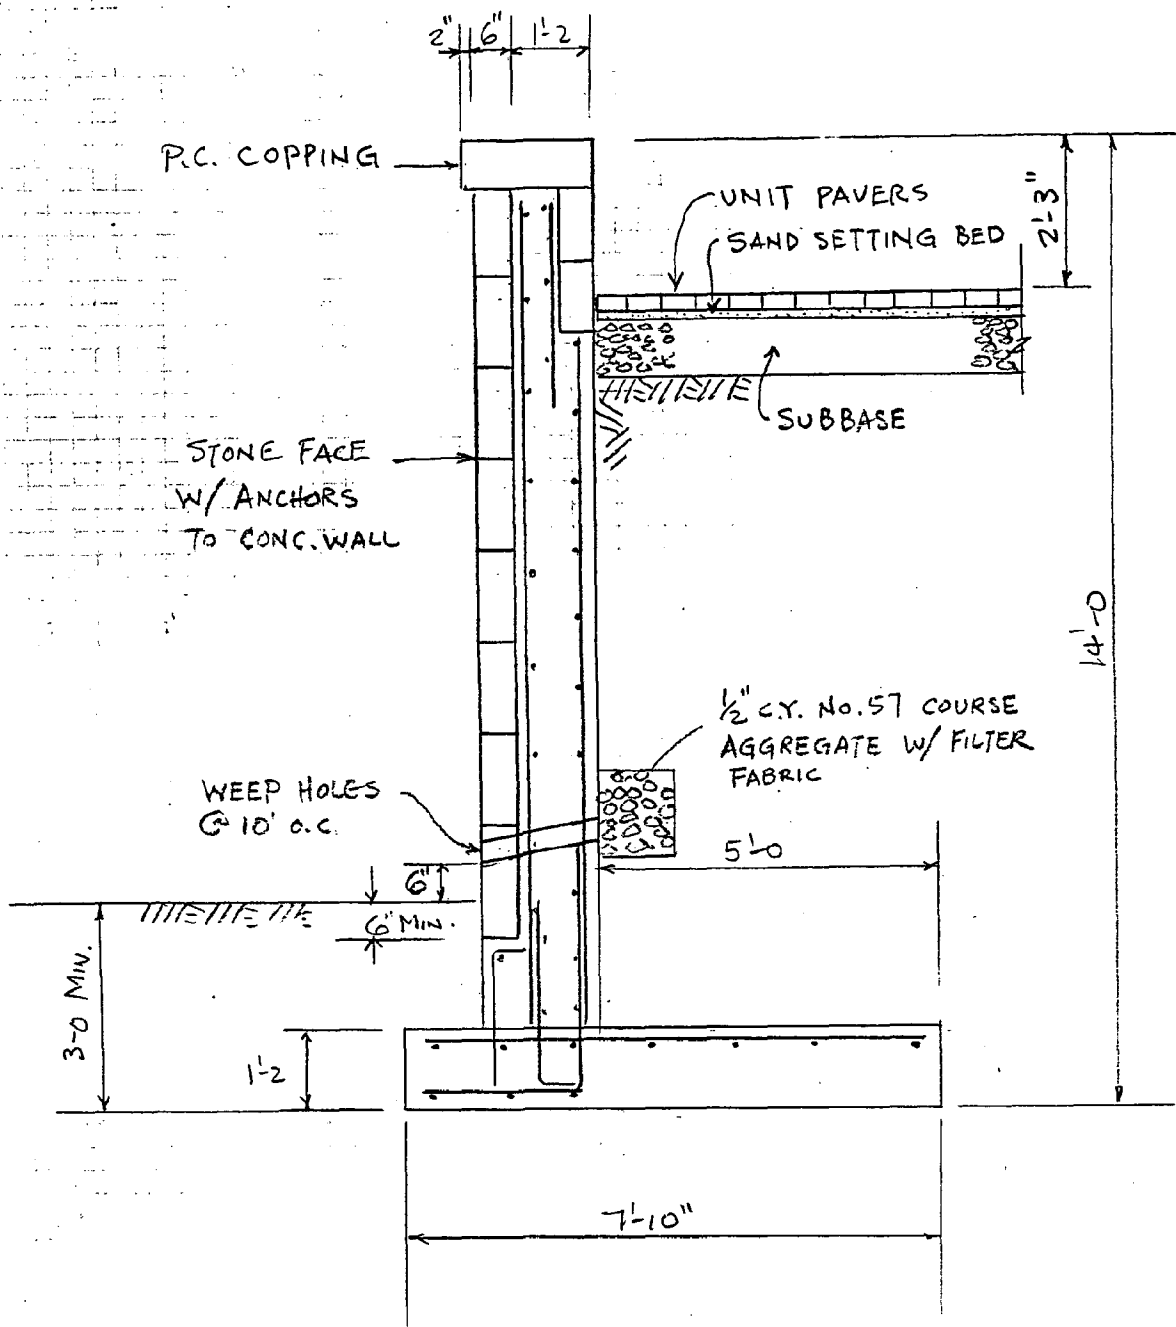 2" 6" 1'-2
P.C. COPPING
UNIT PAVERS
SAND SETTING BED
2'-3"
SUBBASE
STONE FACE
W/ ANCHORS
TO CONC. WALL
14'-0
1/2" C.Y. No. 57 COURSE
AGGREGATE W/ FILTER
FABRIC
WEEP HOLES
@ 10' O.C.
5'-0
6"
6" MIN.
3-0 MIN.
1'-2
7'-10"